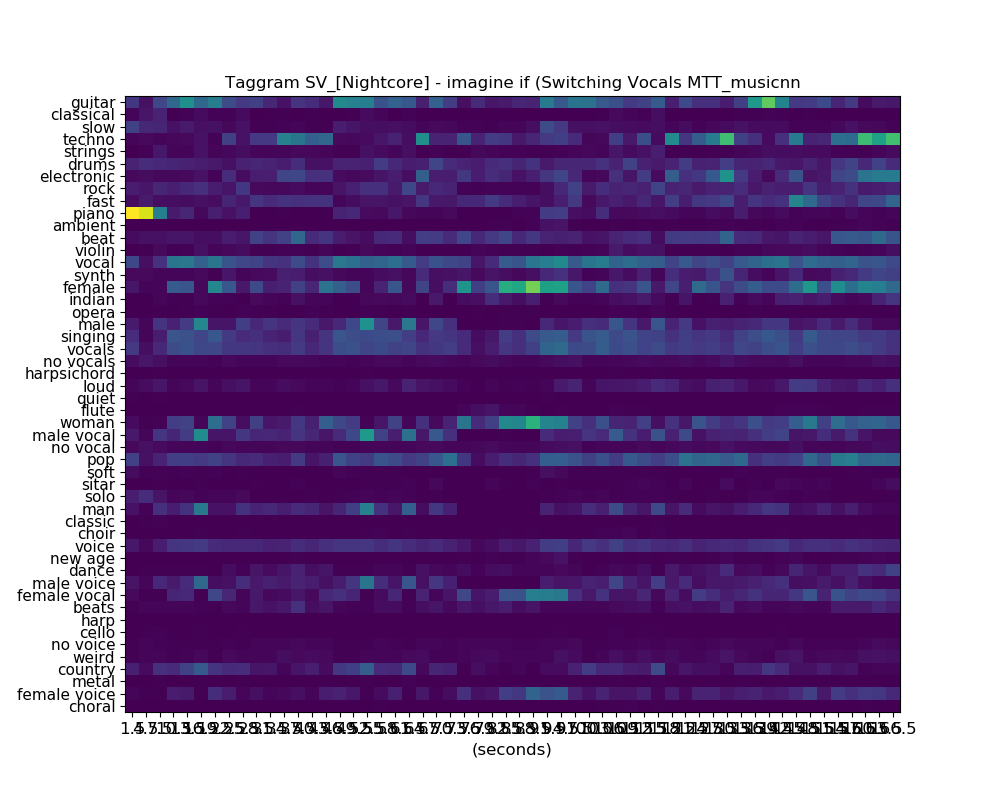 Taggram SV_[Nightcore] - imagine if (Switching Vocals MTT_musicnn
guitar
classical
slow
techno
strings
drums
electronic
rock
fast
piano
ambient
beat
violin
vocal
synth
female
indian
opera
male
singing
vocals
no vocals
harpsichord
loud
quiet
flute
woman
male vocal
no vocal
pop
soft
sitar
solo
man
classic
choir
voice
new age
dance
male voice
female vocal
beats
harp
cello
no voice
weird
country
metal
female voice
choral
(seconds)